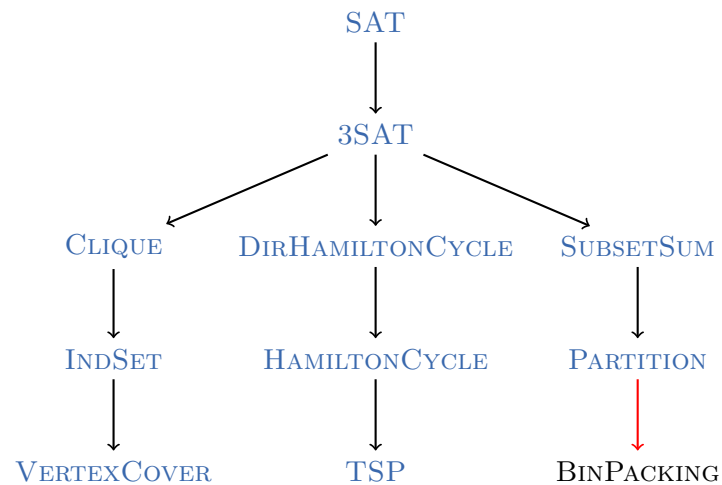 SAT
3SAT
CLIQUE DIRHAMILTONCYCLE SUBSETSUM
INDSET HAMILTONCYCLE PARTITION
VERTEXCOVER TSP BINPACKING